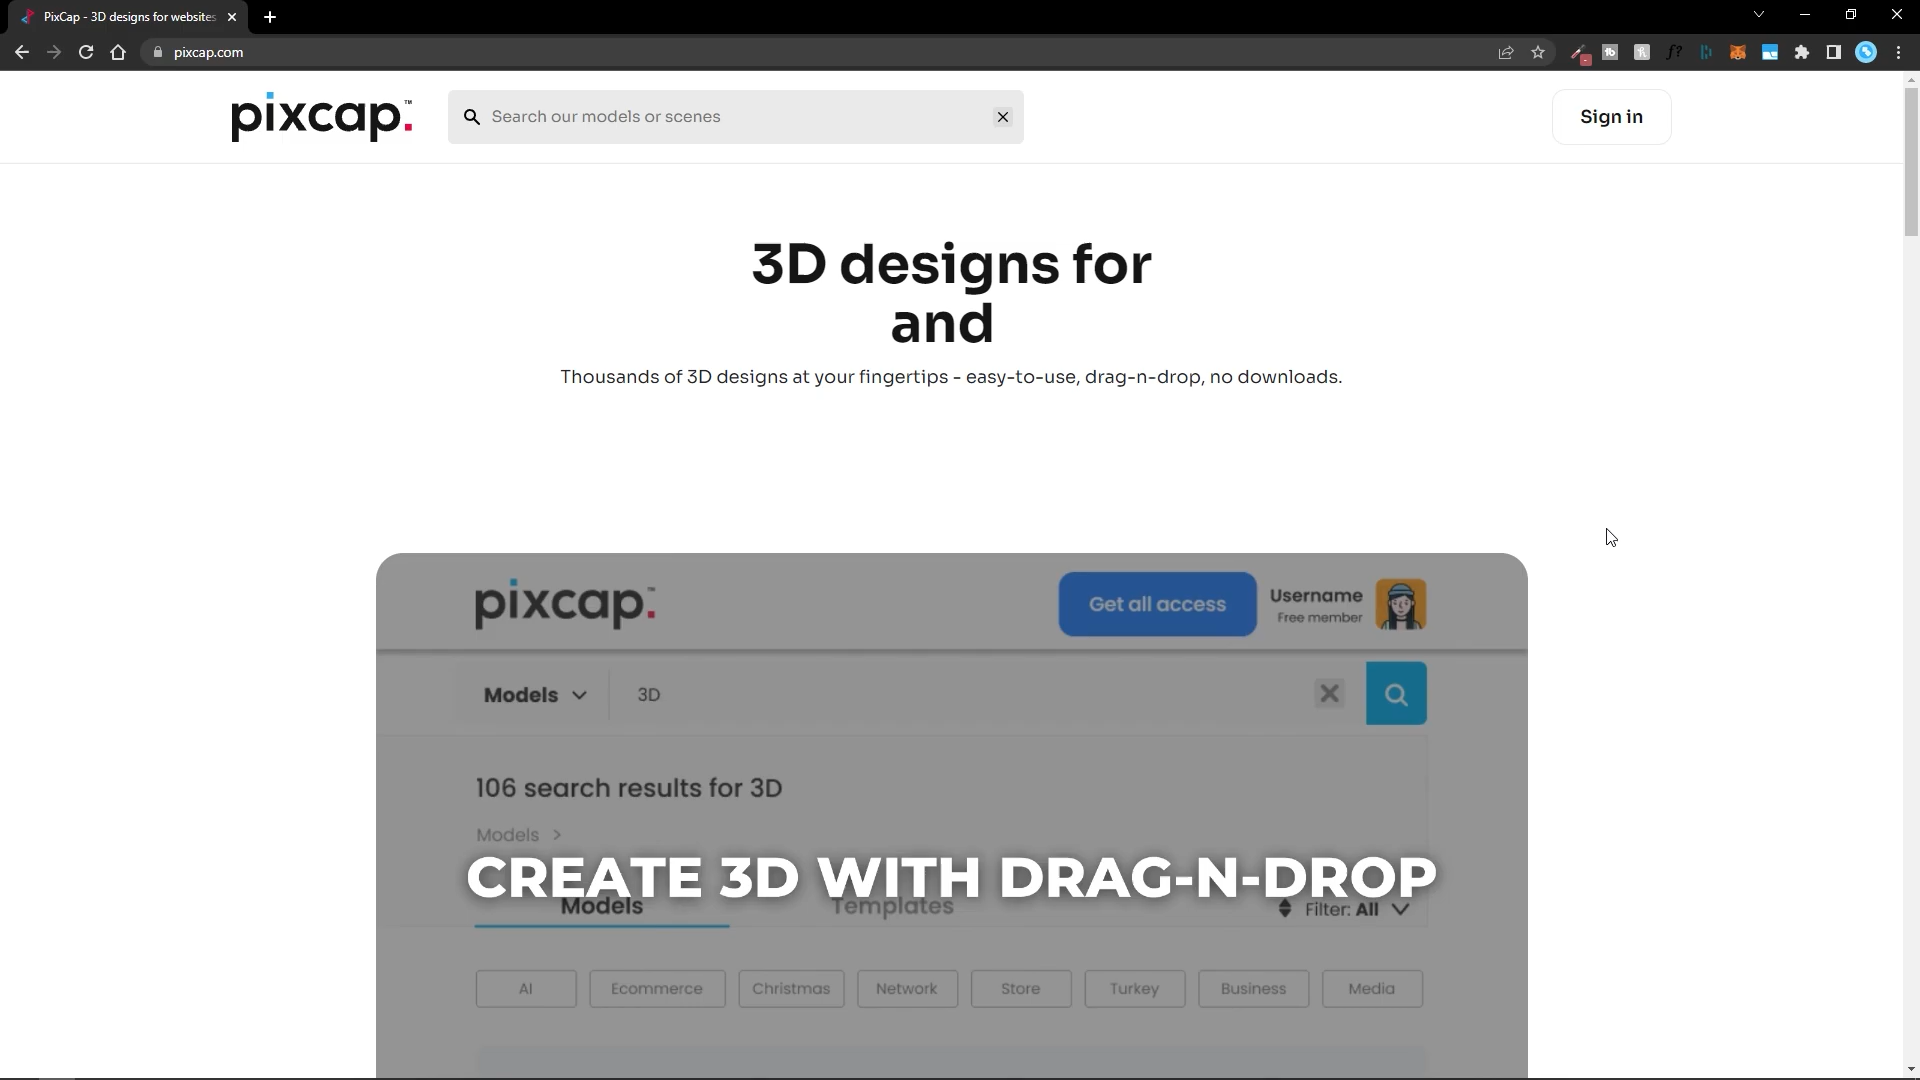 PixCap - 3D designs for websites
pixcap.com
pixcap.™
Search our models or scenes
Sign in
3D designs for
and
Thousands of 3D designs at your fingertips - easy-to-use, drag-n-drop, no downloads.
pixcap.™
Get all access
Username
Free member
Models
3D
106 search results for 3D
Models >
CREATE 3D WITH DRAG-N-DROP
Models
Templates
Filter: All
AI
Ecommerce
Christmas
Network
Store
Turkey
Business
Media